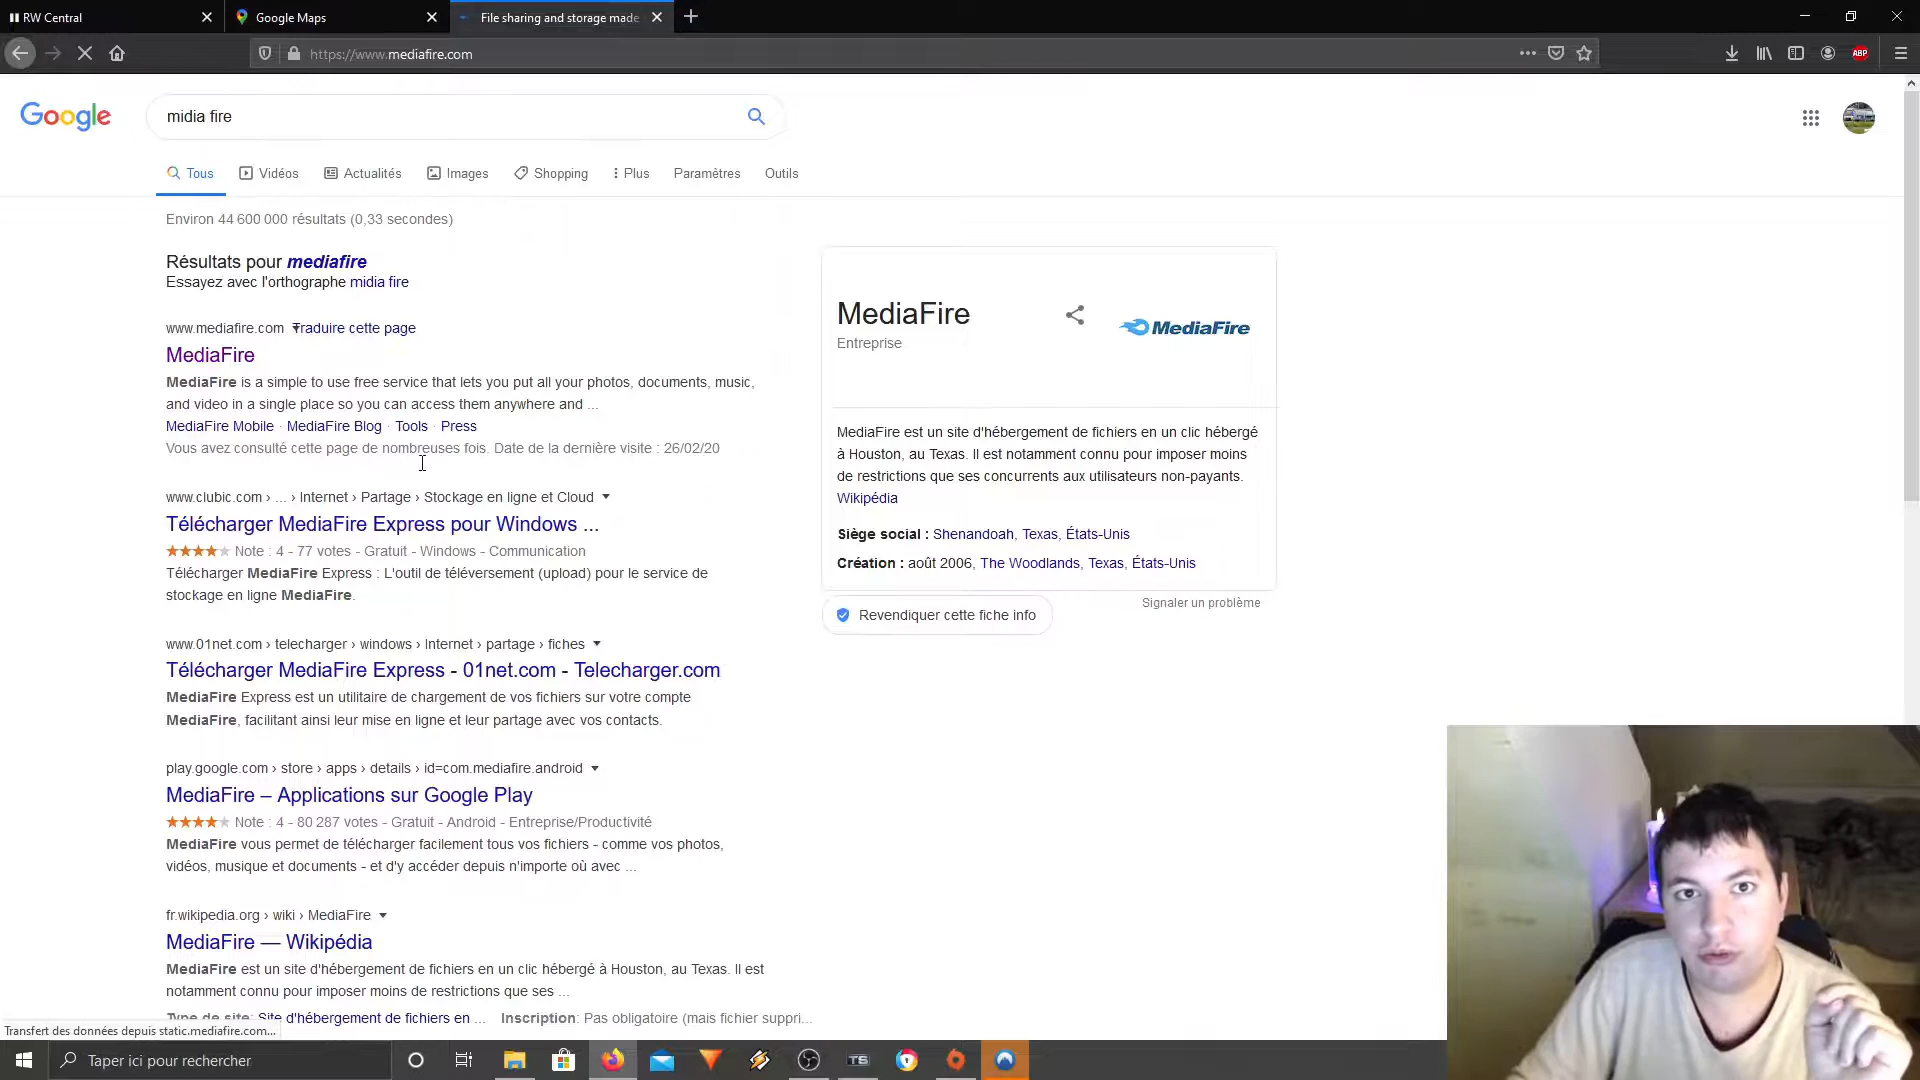 RW Central
Google Maps
File sharing and storage made
https://www.mediafire.com
ABP
Google
midia fire
Tous
Vidéos
Actualités
Images
Shopping
Plus
Paramètres
Outils
Environ 44 600 000 résultats (0,33 secondes)
Résultats pour mediafire
Essayez avec l'orthographe midia fire
www.mediafire.com Traduire cette page
MediaFire
MediaFire is a simple to use free service that lets you put all your photos, documents, music,
and video in a single place so you can access them anywhere and ...
MediaFire Mobile · MediaFire Blog · Tools · Press
Vous avez consulté cette page de nombreuses fois. Date de la dernière visite : 26/02/20
www.clubic.com › ... › Internet › Partage › Stockage en ligne et Cloud
Télécharger MediaFire Express pour Windows ...
Note : 4 - 77 votes - Gratuit - Windows - Communication
Télécharger MediaFire Express : L'outil de téléversement (upload) pour le service de
stockage en ligne MediaFire.
www.01net.com › telecharger › windows › Internet › partage › fiches
Télécharger MediaFire Express - 01net.com - Telecharger.com
MediaFire Express est un utilitaire de chargement de vos fichiers sur votre compte
MediaFire, facilitant ainsi leur mise en ligne et leur partage avec vos contacts.
play.google.com › store › apps › details › id=com.mediafire.android
MediaFire – Applications sur Google Play
Note : 4 - 80 287 votes - Gratuit - Android - Entreprise/Productivité
MediaFire vous permet de télécharger facilement tous vos fichiers - comme vos photos,
vidéos, musique et documents - et d'y accéder depuis n'importe où avec ...
fr.wikipedia.org › wiki › MediaFire
MediaFire — Wikipédia
MediaFire est un site d'hébergement de fichiers en un clic hébergé à Houston, au Texas. Il est
notamment connu pour imposer moins de restrictions que ses ...
Type de site: Site d'hébergement de fichiers en ... Inscription: Pas obligatoire (mais fichier suppri...
MediaFire
Entreprise
MediaFire
MediaFire est un site d'hébergement de fichiers en un clic hébergé
à Houston, au Texas. Il est notamment connu pour imposer moins
de restrictions que ses concurrents aux utilisateurs non-payants.
Wikipédia
Siège social : Shenandoah, Texas, États-Unis
Création : août 2006, The Woodlands, Texas, États-Unis
Signaler un problème
Revendiquer cette fiche info
Transfert des données depuis static.mediafire.com...
Taper ici pour rechercher
TS